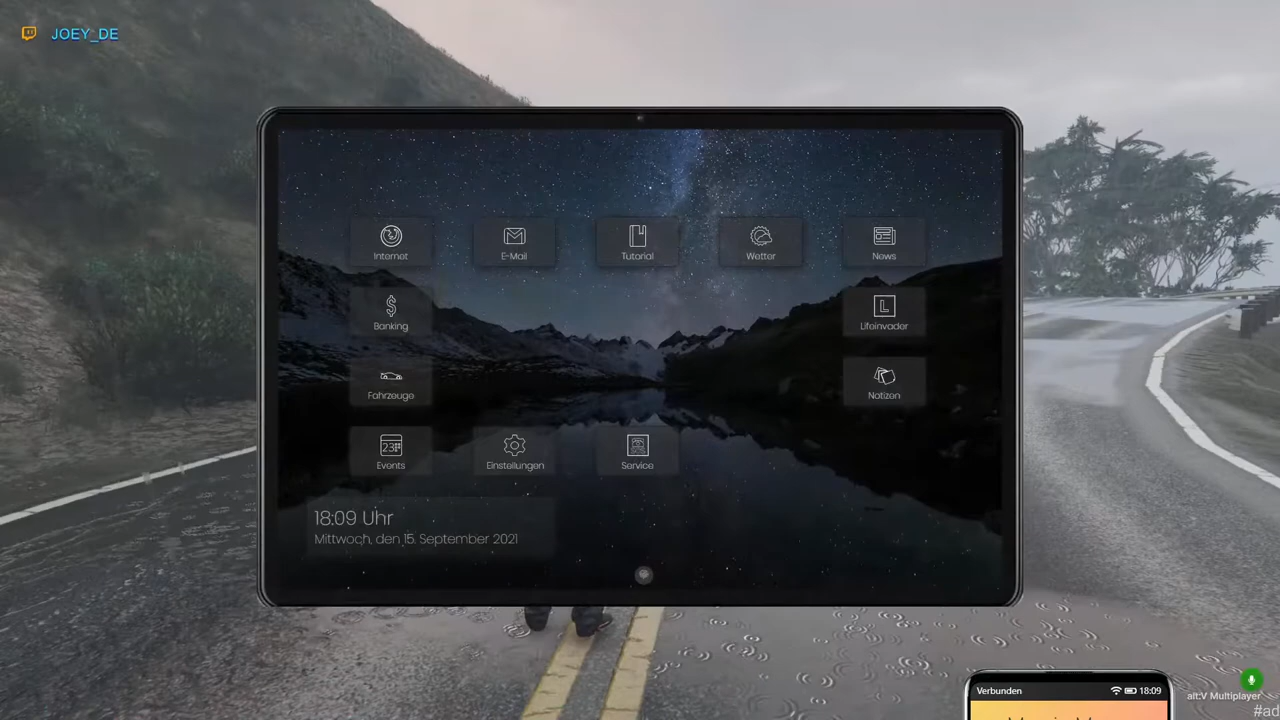 JOEY_DE
Internet
E-Mail
Tutorial
Wetter
News
Banking
Lifeinvader
Fahrzeuge
Notizen
23
Events
Einstellungen
Service
18:09 Uhr
Mittwoch, den 15. September 2021
Verbunden
18:09
alt:V Multiplayer
#ad